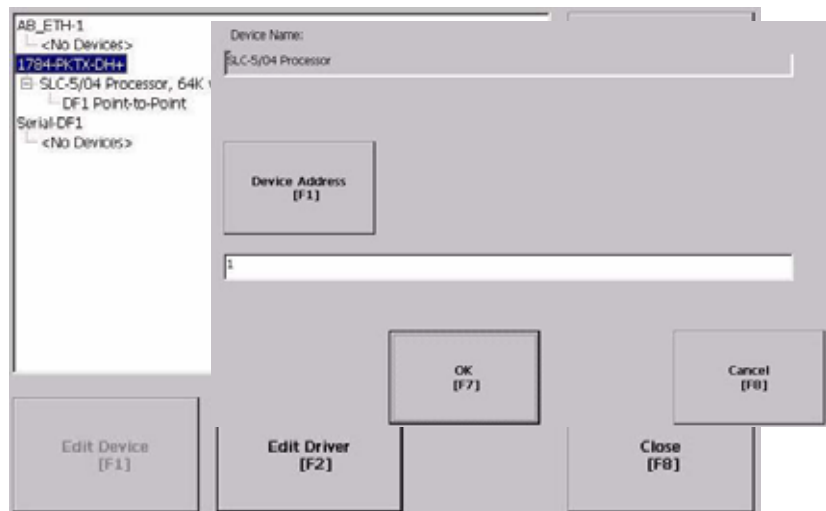 AB_ETH-1
<No Devices>
1784-PKTX-DH+
SLC-5/04 Processor, 64K
DF1 Point-to-Point
Serial-DF1
<No Devices>
Device Name:
SLC-5/04 Processor
Device Address
[F1]
1
OK
[F7]
Cancel
[F8]
Edit Device
[F1]
Edit Driver
[F2]
Close
[F8]